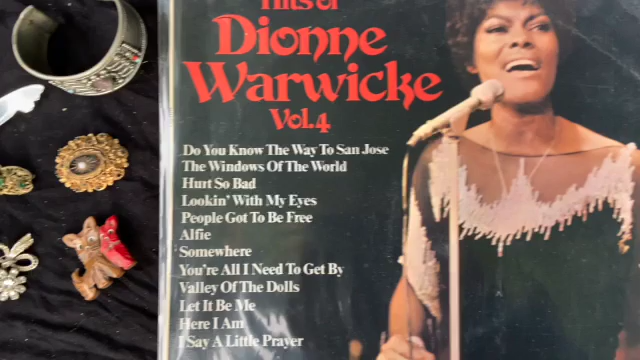 Hits of
Dionne
Warwicke
Vol.4
Do You Know The Way To San Jose
The Windows Of The World
Hurt So Bad
Lookin' With My Eyes
People Got To Be Free
Alfie
Somewhere
You're All I Need To Get By
Valley Of The Dolls
Let It Be Me
Here I Am
I Say A Little Prayer